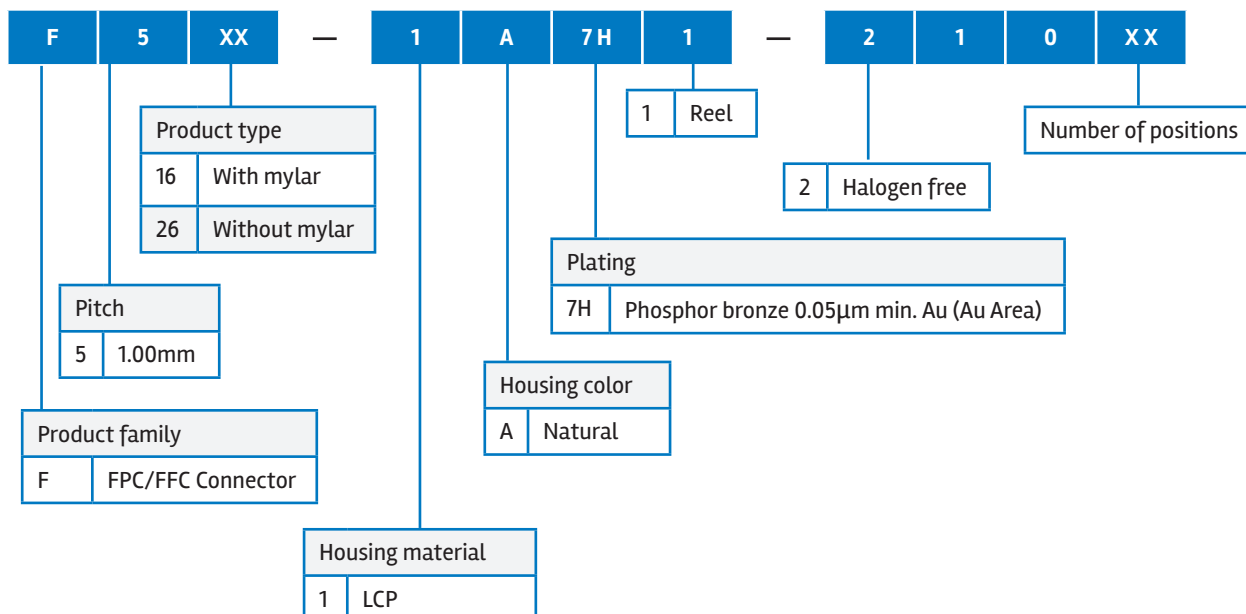 F 5 XX — 1 A 7H 1 — 2 1 0 XX
1 Reel
Product type
16 With mylar
26 Without mylar
Number of positions
2 Halogen free
Plating
7H Phosphor bronze 0.05µm min. Au (Au Area)
Pitch
5 1.00mm
Housing color
A Natural
Product family
F FPC/FFC Connector
Housing material
1 LCP